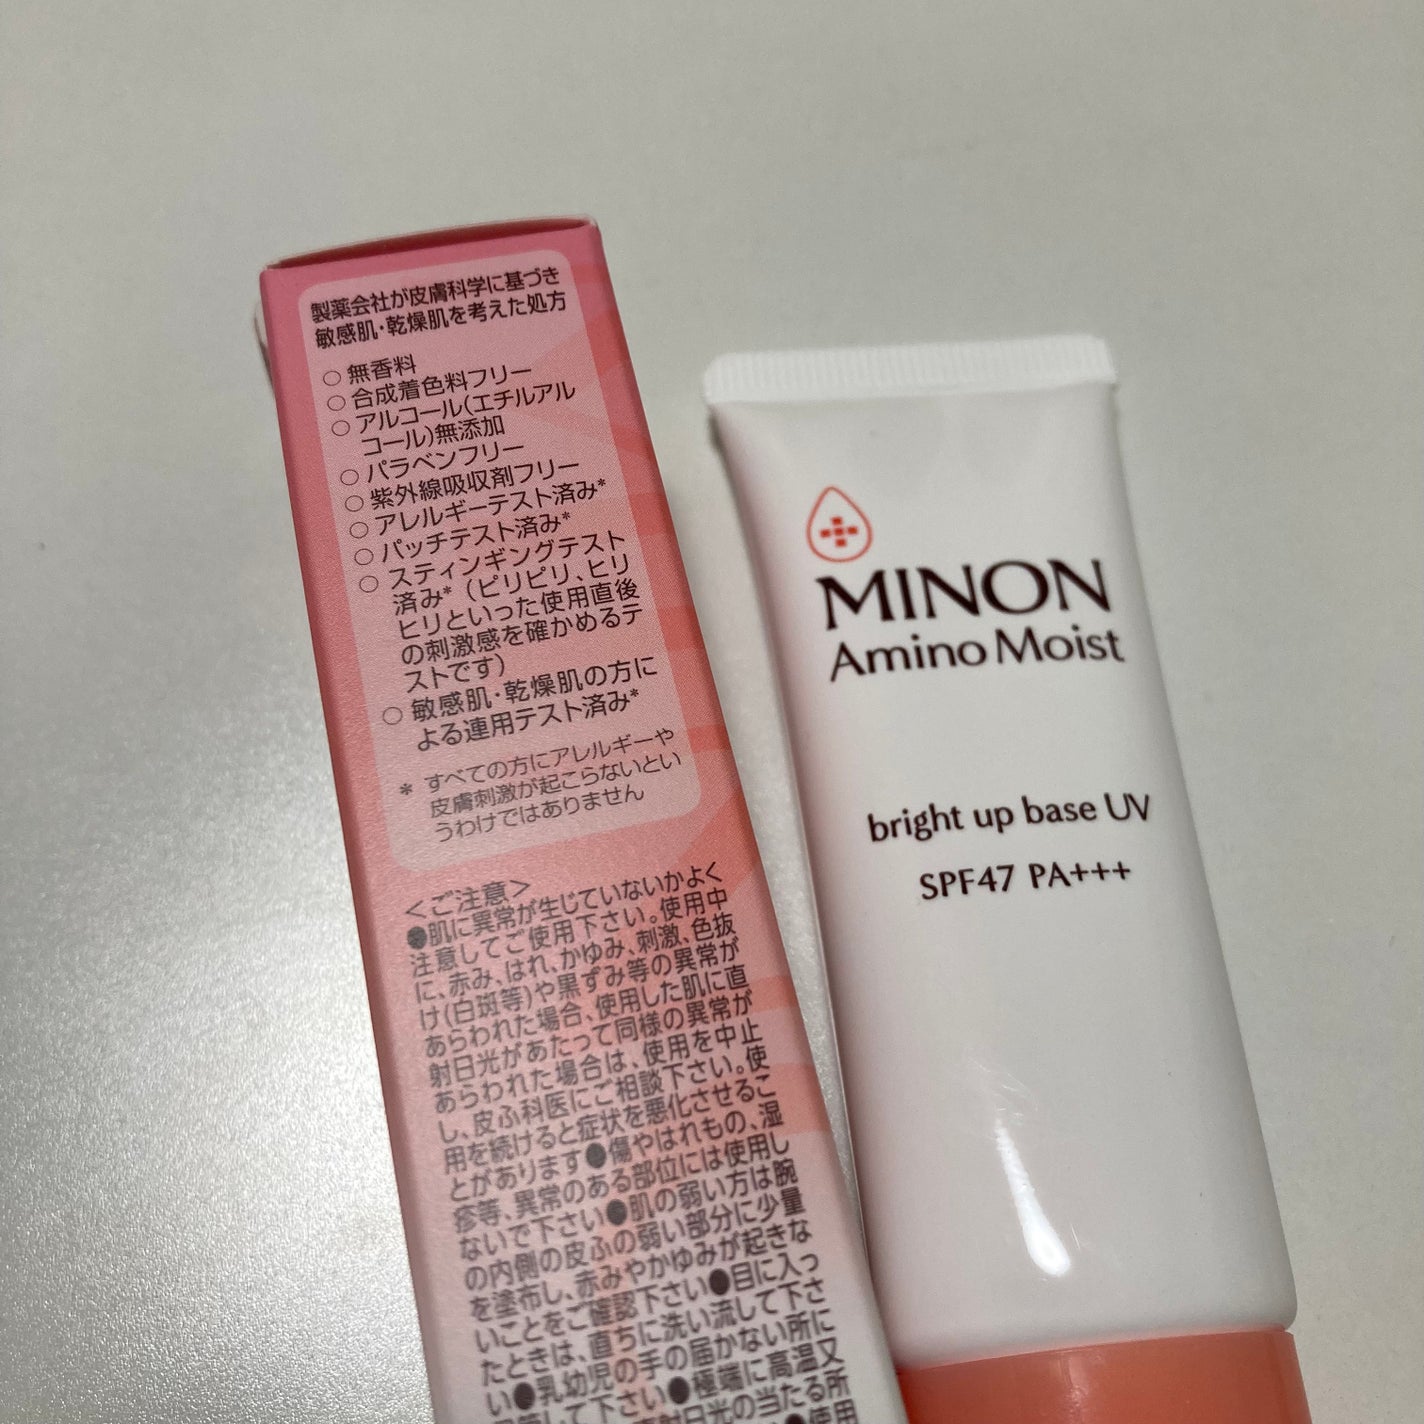 製薬会社が皮膚科学に基づき
敏感肌・乾燥肌を考えた処方
○ 無香料
○ 合成着色料フリー
○ アルコール(エチルアル
コール)無添加
○ パラベンフリー
○ 紫外線吸収剤フリー
○ アレルギーテスト済み*
○ パッチテスト済み*
○ スティンギングテスト
済み*(ピリピリ、ヒリ
ヒリといった使用直後
の刺激感を確かめるテ
ストです)
○ 敏感肌・乾燥肌の方に
よる連用テスト済み*
* すべての方にアレルギーや
皮膚刺激が起こらないとい
うわけではありません
<ご注意>
●肌に異常が生じていないかよく
注意してご使用下さい。使用中
に、赤み、はれ、かゆみ、刺激、色抜
け(白斑等)や黒ずみ等の異常が
あらわれた場合、使用した肌に直
射日光があたって同様の異常が
あらわれた場合は、使用を中止
し、皮ふ科医にご相談下さい。使
用を続けると症状を悪化させるこ
とがあります●傷やはれもの、湿
疹等、異常のある部位には使用し
ないで下さい●肌の弱い方は腕
の内側の皮ふの弱い部分に少量
を塗布し、赤みやかゆみが起きな
いことをご確認下さい●目に入っ
たときは、直ちに洗い流して下さ
い●乳幼児の手の届かない所に
して下さい●極端に高温又
射日光の当たる所
●使用
MINON
Amino Moist
bright up base UV
SPF47 PA+++